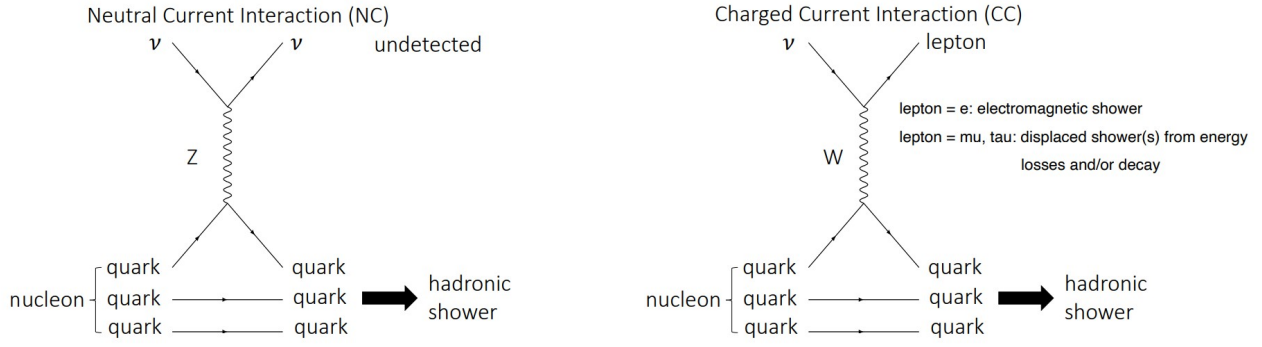 Neutral Current Interaction (NC)
ν ν undetected
Z
quark quark
nucleon quark quark hadronic
shower
quark quark
Charged Current Interaction (CC)
ν lepton
lepton = e: electromagnetic shower
lepton = mu, tau: displaced shower(s) from energy
losses and/or decay
W
quark quark
nucleon quark quark hadronic
shower
quark quark